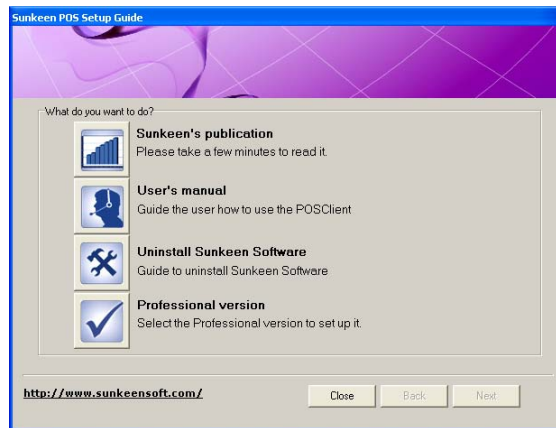 Sunkeen POS Setup Guide
What do you want to do?
Sunkeen's publication
Please take a few minutes to read it.
User's manual
Guide the user how to use the POSClient
Uninstall Sunkeen Software
Guide to uninstall Sunkeen Software
Professional version
Select the Professional version to set up it.
http://www.sunkeensoft.com/
Close Back Next